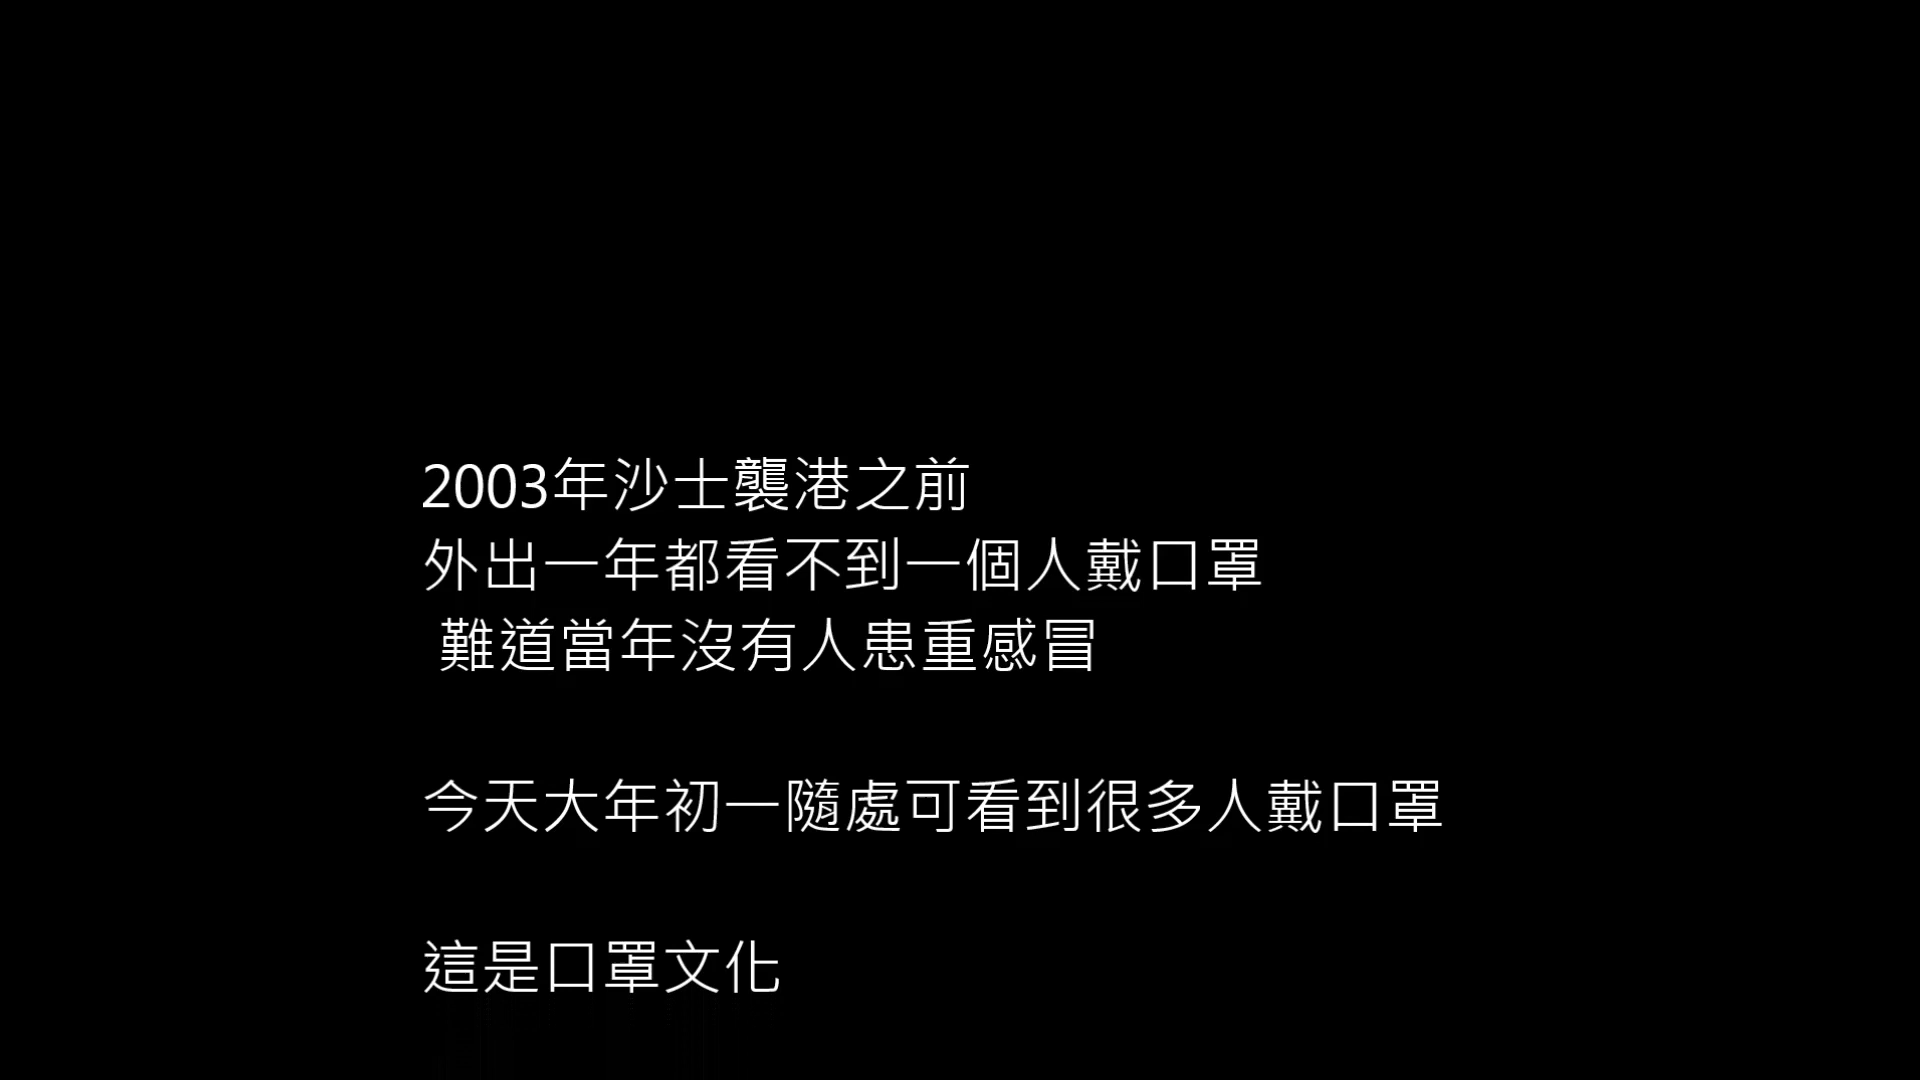 2003年沙士襲港之前
外出一年都看不到一個人戴口罩
難道當年沒有人患重感冒
今天大年初一隨處可看到很多人戴口罩
這是口罩文化